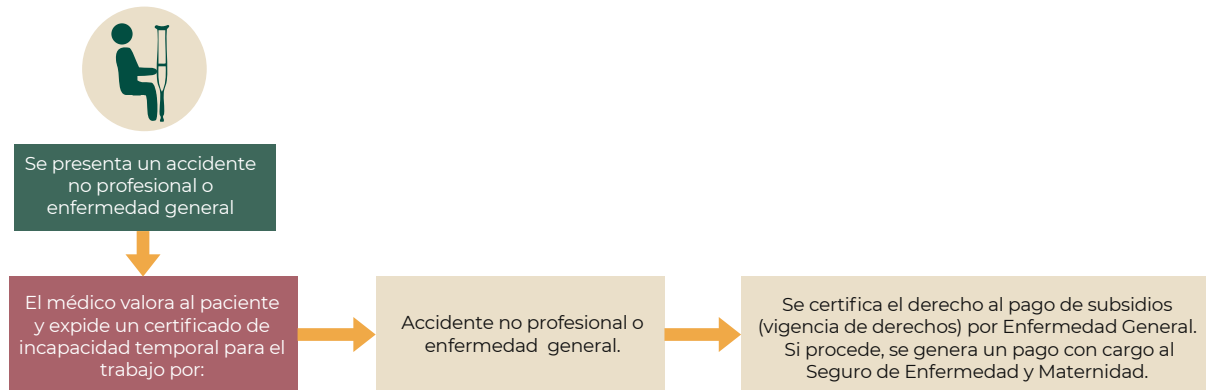 Se presenta un accidente
no profesional o
enfermedad general
El médico valora al paciente
y expide un certificado de
incapacidad temporal para el
trabajo por:
Accidente no profesional o
enfermedad general.
Se certifica el derecho al pago de subsidios
(vigencia de derechos) por Enfermedad General.
Si procede, se genera un pago con cargo al
Seguro de Enfermedad y Maternidad.